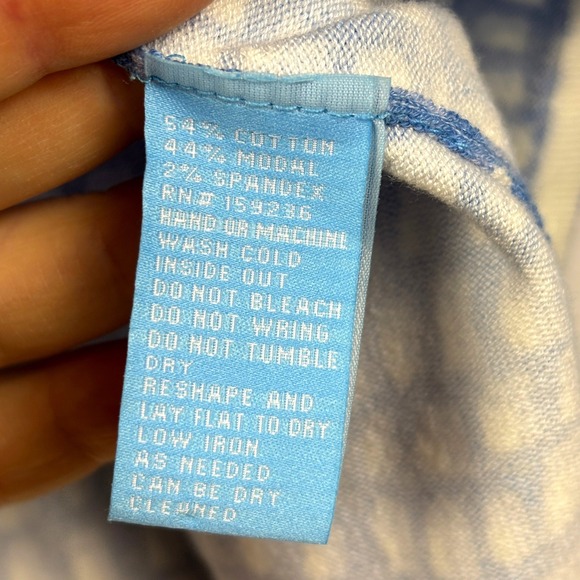 54% COTTON
44% MODAL
2% SPANDEX
RN# 159236
HAND OR MACHINE
WASH COLD
INSIDE OUT
DO NOT BLEACH
DO NOT WRING
DO NOT TUMBLE
DRY
RESHAPE AND
LAY FLAT TO DRY
LOW IRON
AS NEEDED
CAN BE DRY
CLEANED